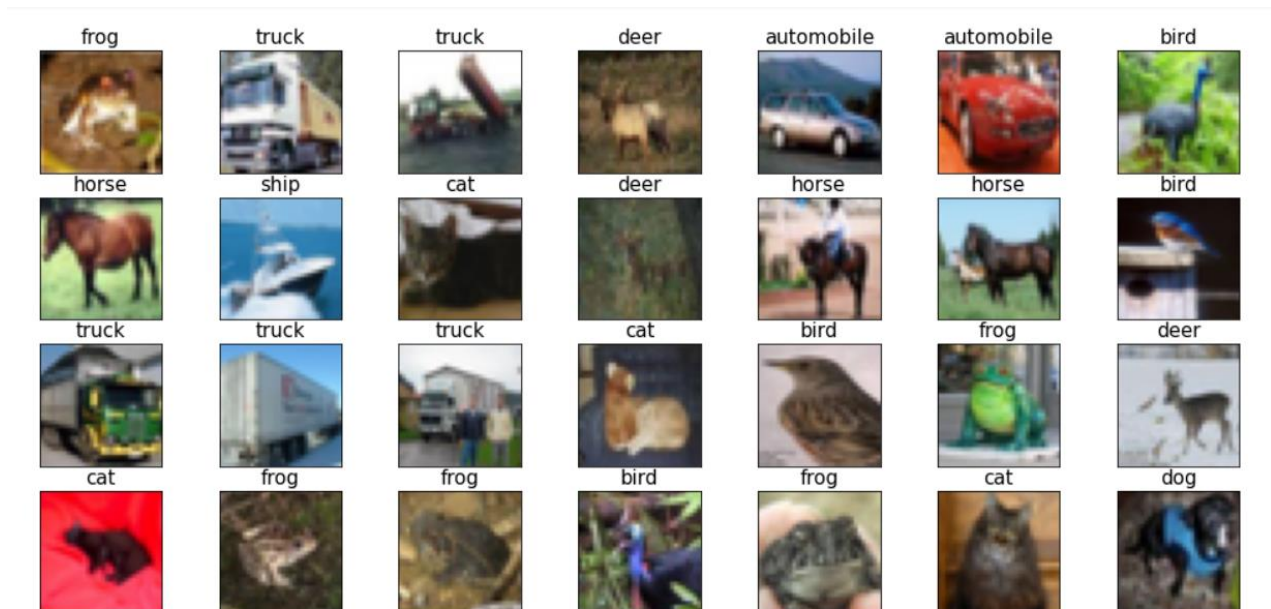 frog truck truck deer automobile automobile bird
horse ship cat deer horse horse bird
truck truck truck cat bird frog deer
cat frog frog bird frog cat dog